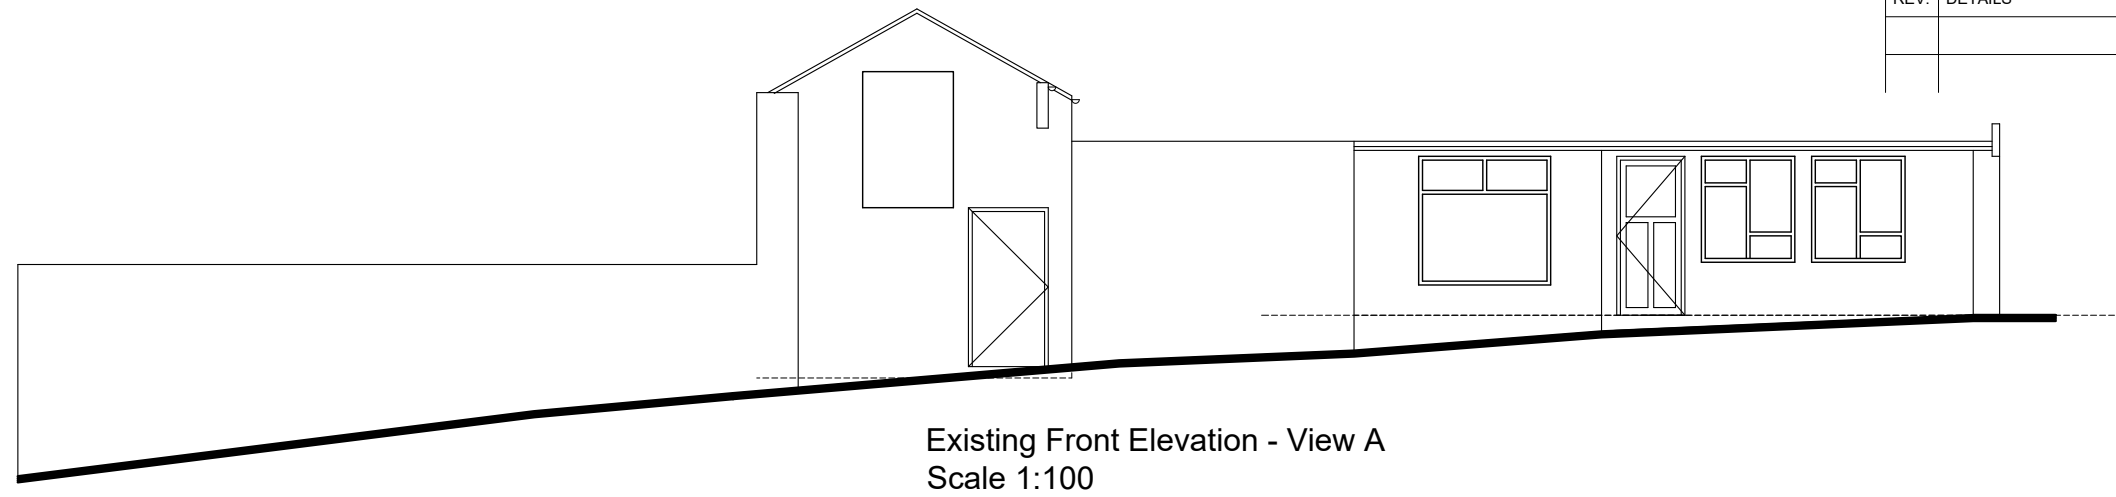 REV. DETAILS
Existing Front Elevation - View A
Scale 1:100